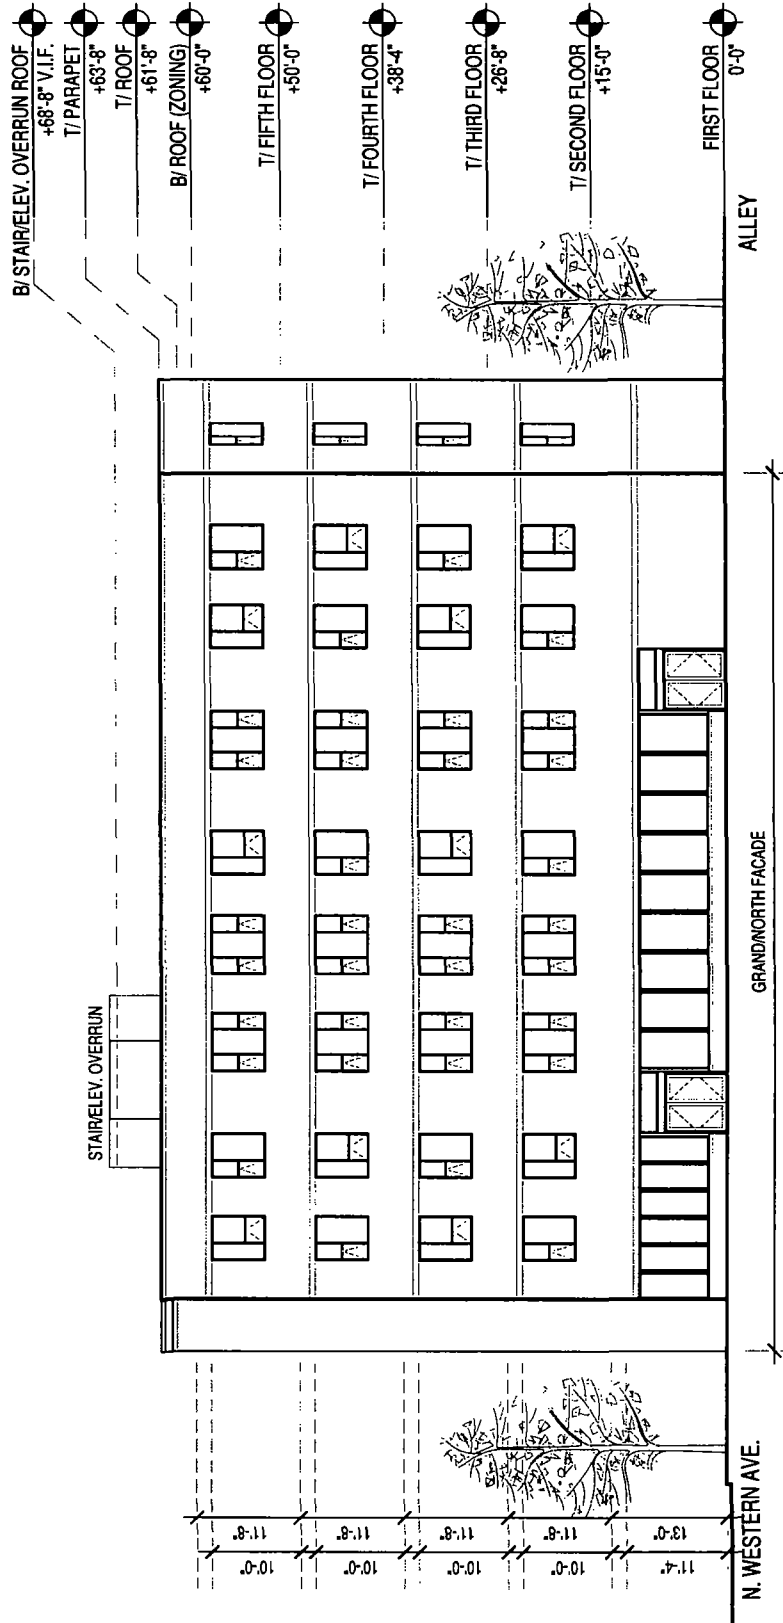 B/ STAIR/ELEV. OVERRUN ROOF
+68'-8" V.I.F.
T/ PARAPET
+63'-8"
T/ ROOF
+61'-8"
B/ ROOF (ZONING)
+60'-0"
T/ FIFTH FLOOR
+50'-0"
T/ FOURTH FLOOR
+38'-4"
T/ THIRD FLOOR
+26'-8"
T/ SECOND FLOOR
+15'-0"
FIRST FLOOR
0'-0"
ALLEY
STAIR/ELEV. OVERRUN
GRAND/NORTH FACADE
11'-8"
11'-8"
11'-8"
11'-8"
13'-0"
10'-0"
10'-0"
10'-0"
10'-0"
11'-4"
N. WESTERN AVE.